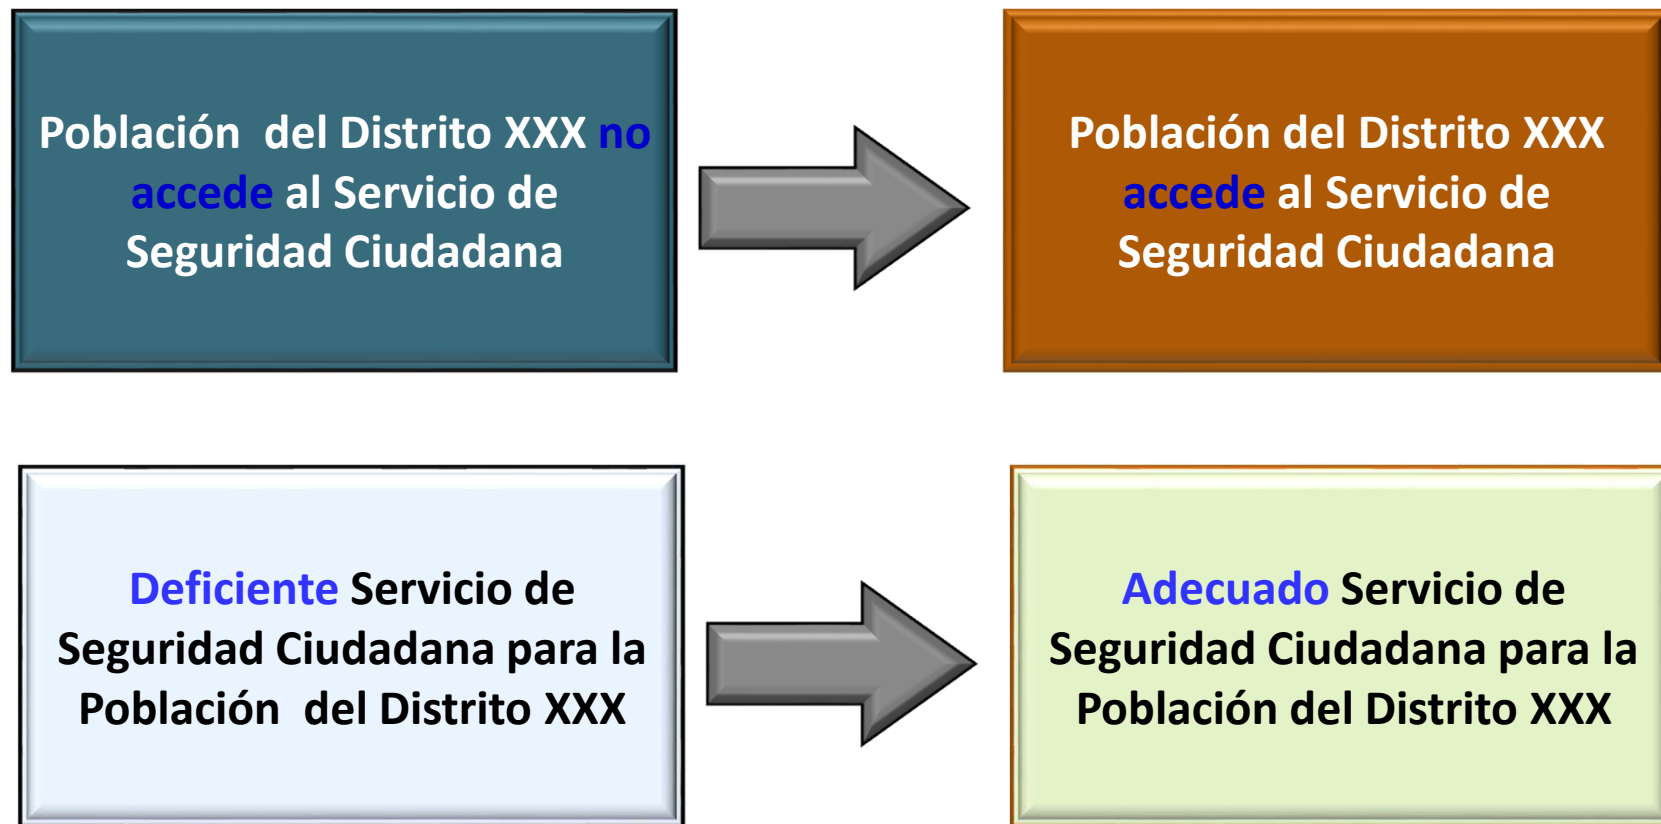 Población  del Distrito XXX no
accede al Servicio de
Seguridad Ciudadana
Población del Distrito XXX
accede al Servicio de
Seguridad Ciudadana
Deficiente Servicio de
Seguridad Ciudadana para la
Población  del Distrito XXX
Adecuado Servicio de
Seguridad Ciudadana para la
Población del Distrito XXX